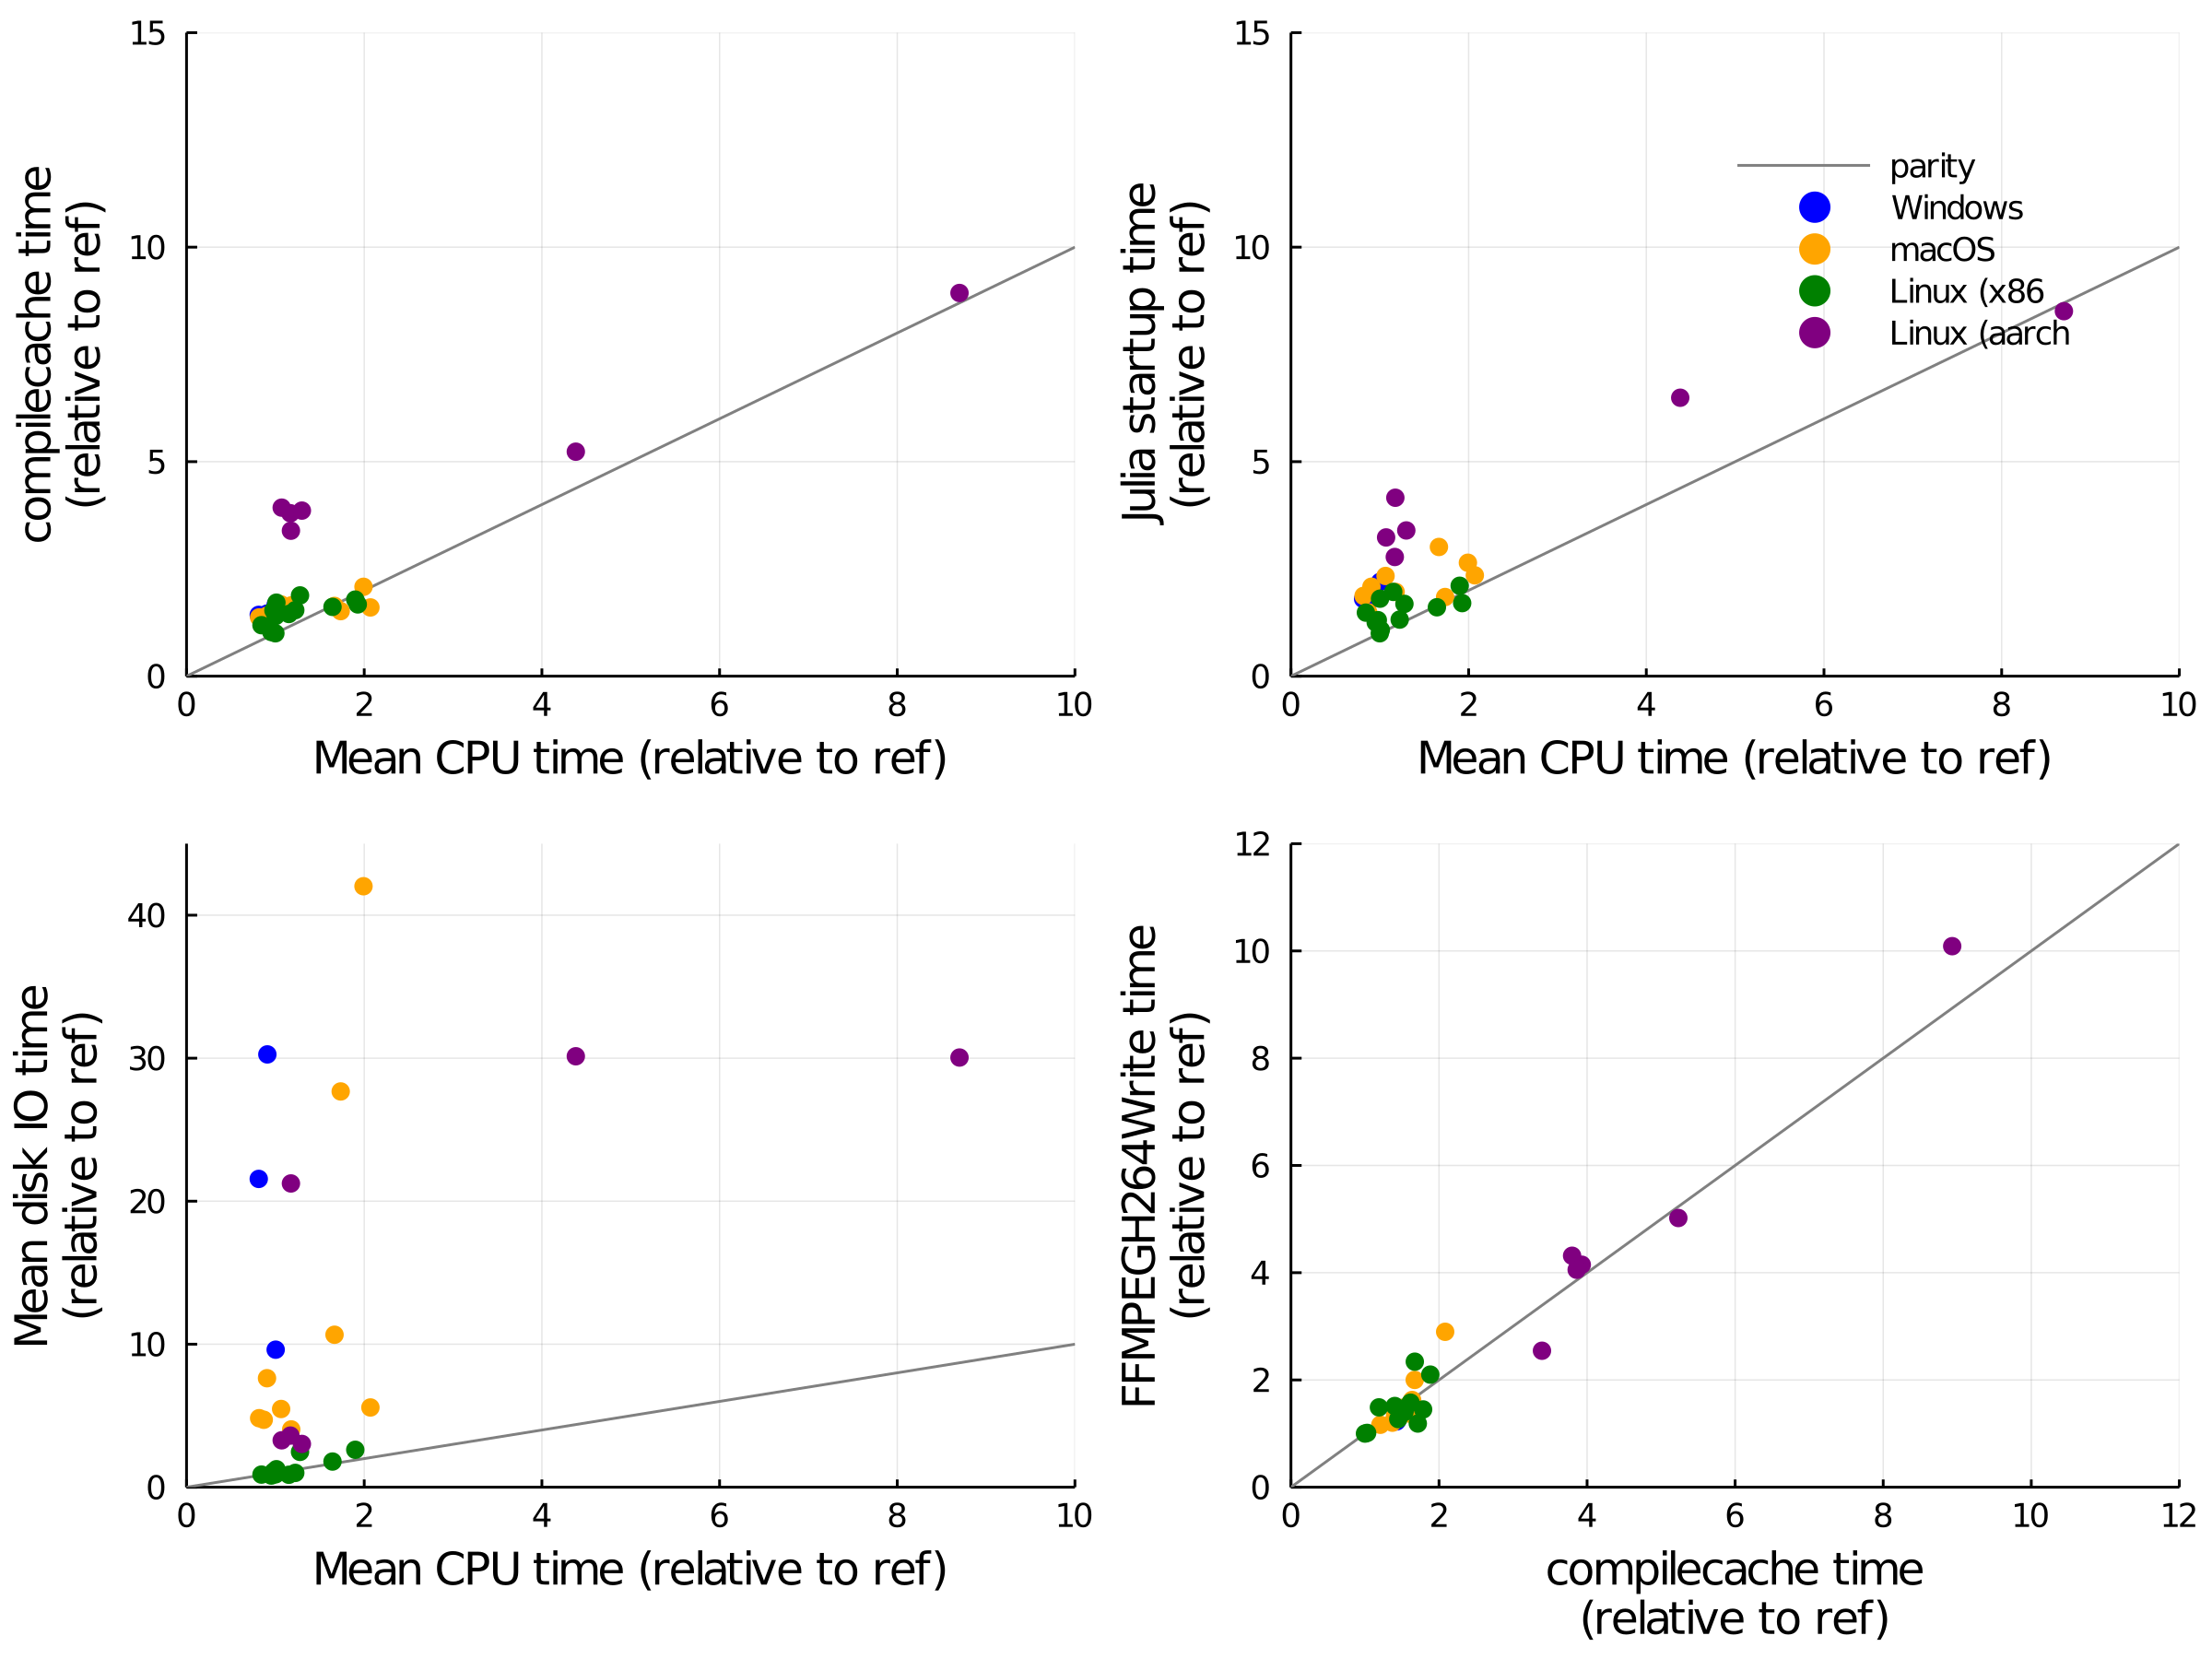 compilecache time
(relative to ref)
15
10
5
0
0 2 4 6 8 10
Mean CPU time (relative to ref)
Julia startup time
(relative to ref)
15
10
5
0
parity
Windows
macOS
Linux (x86
Linux (aarch
0 2 4 6 8 10
Mean CPU time (relative to ref)
Mean disk IO time
(relative to ref)
40
30
20
10
0
0 2 4 6 8 10
Mean CPU time (relative to ref)
FFMPEGH264Write time
(relative to ref)
12
10
8
6
4
2
0
0 2 4 6 8 10 12
compilecache time
(relative to ref)